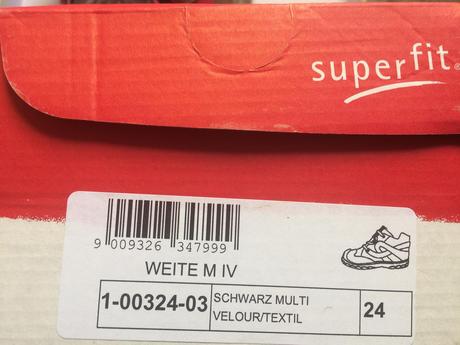 superfit
9 009326 347999
WEITE M IV
1-00324-03 SCHWARZ MULTI 24
VELOUR/TEXTIL